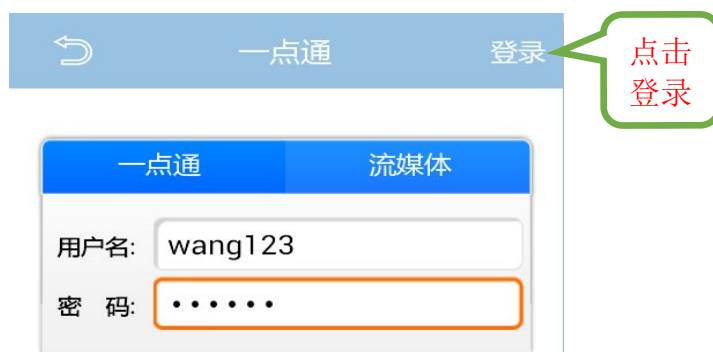 一点通 登录
点击
登录
一点通 流媒体
用户名: wang123
密 码: ••••••